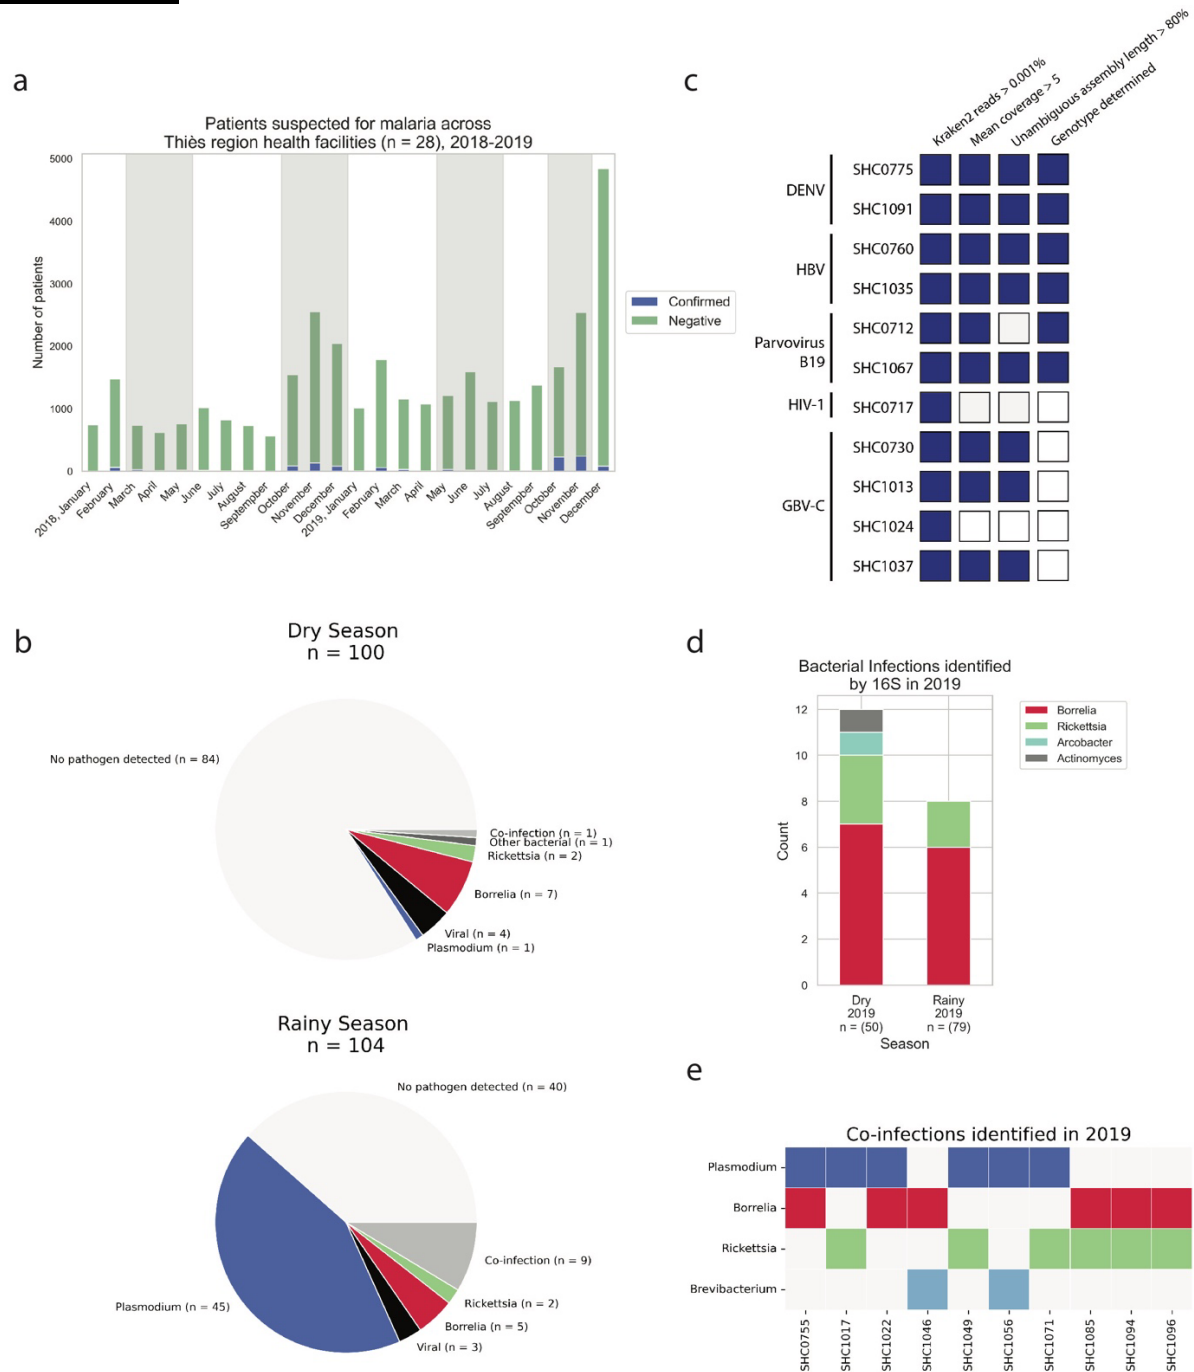 a
Patients suspected for malaria across
Thiès region health facilities (n = 28), 2018-2019
5000
4000
3000
2000
1000
0
Number of patients
Confirmed
Negative
2018, January
February
March
April
May
June
July
August
Septempber
October
November
December
2019, January
February
March
April
May
June
July
August
Septempber
October
November
December
c
Kraken2 reads > 0.001%
Mean coverage > 5
Unambiguous assembly length > 80%
Genotype determined
DENV
SHC0775
SHC1091
HBV
SHC0760
SHC1035
Parvovirus
B19
SHC0712
SHC1067
HIV-1
SHC0717
GBV-C
SHC0730
SHC1013
SHC1024
SHC1037
b
Dry Season
n = 100
No pathogen detected (n = 84)
Co-infection (n = 1)
Other bacterial (n = 1)
Rickettsia (n = 2)
Borrelia (n = 7)
Viral (n = 4)
Plasmodium (n = 1)
Rainy Season
n = 104
No pathogen detected (n = 40)
Co-infection (n = 9)
Rickettsia (n = 2)
Borrelia (n = 5)
Viral (n = 3)
Plasmodium (n = 45)
d
Bacterial Infections identified
by 16S in 2019
12
10
8
6
4
2
0
Count
Borrelia
Rickettsia
Arcobacter
Actinomyces
Dry
2019
n = (50)
Rainy
2019
n = (79)
Season
e
Co-infections identified in 2019
Plasmodium
Borrelia
Rickettsia
Brevibacterium
SHC0755
SHC1017
SHC1022
SHC1046
SHC1049
SHC1056
SHC1071
SHC1085
SHC1094
SHC1096